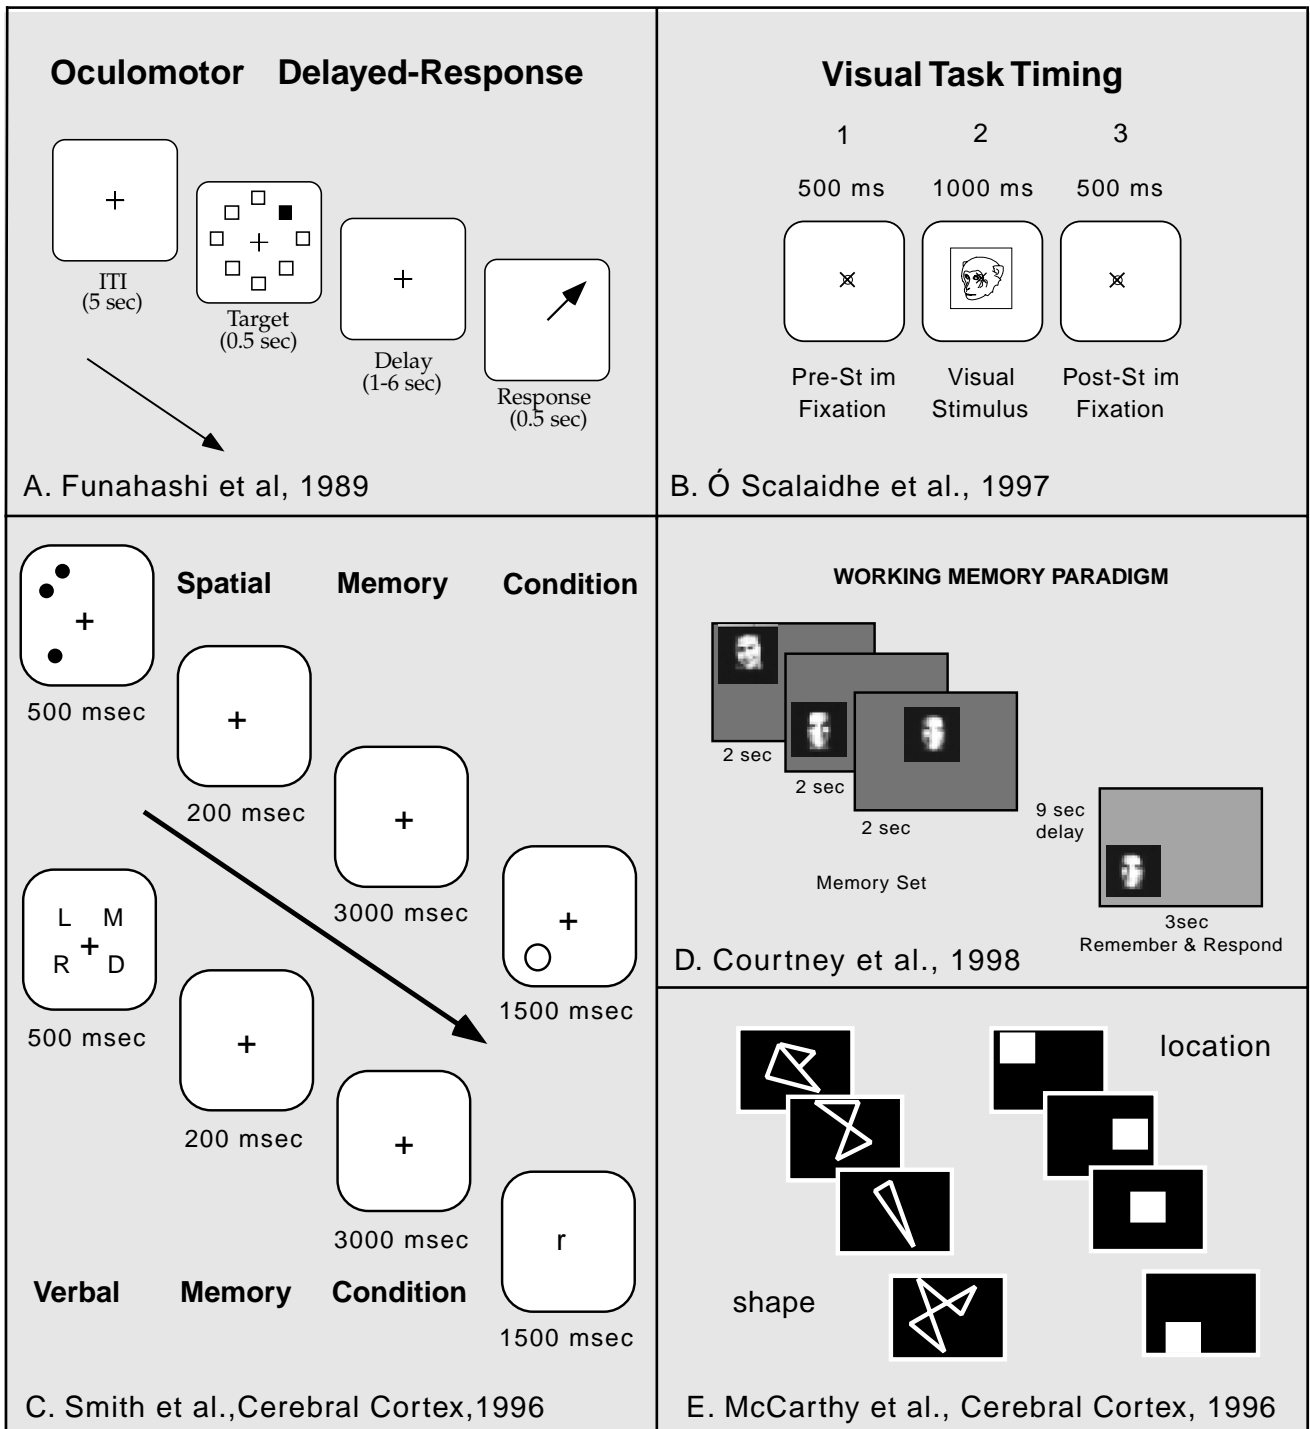 Oculomotor Delayed-Response
ITI
(5 sec)
Target
(0.5 sec)
Delay
(1-6 sec)
Response
(0.5 sec)
A. Funahashi et al, 1989
Visual Task Timing
1 2 3
500 ms 1000 ms 500 ms
Pre-St im Visual Post-St im
Fixation Stimulus Fixation
B. Ó Scalaidhe et al., 1997
Spatial Memory Condition
500 msec
200 msec
3000 msec
1500 msec
L M
R D
500 msec
200 msec
3000 msec
r
1500 msec
Verbal Memory Condition
C. Smith et al.,Cerebral Cortex,1996
WORKING MEMORY PARADIGM
2 sec
2 sec
2 sec
Memory Set
9 sec
delay
3sec
Remember & Respond
D. Courtney et al., 1998
location
shape
E. McCarthy et al., Cerebral Cortex, 1996